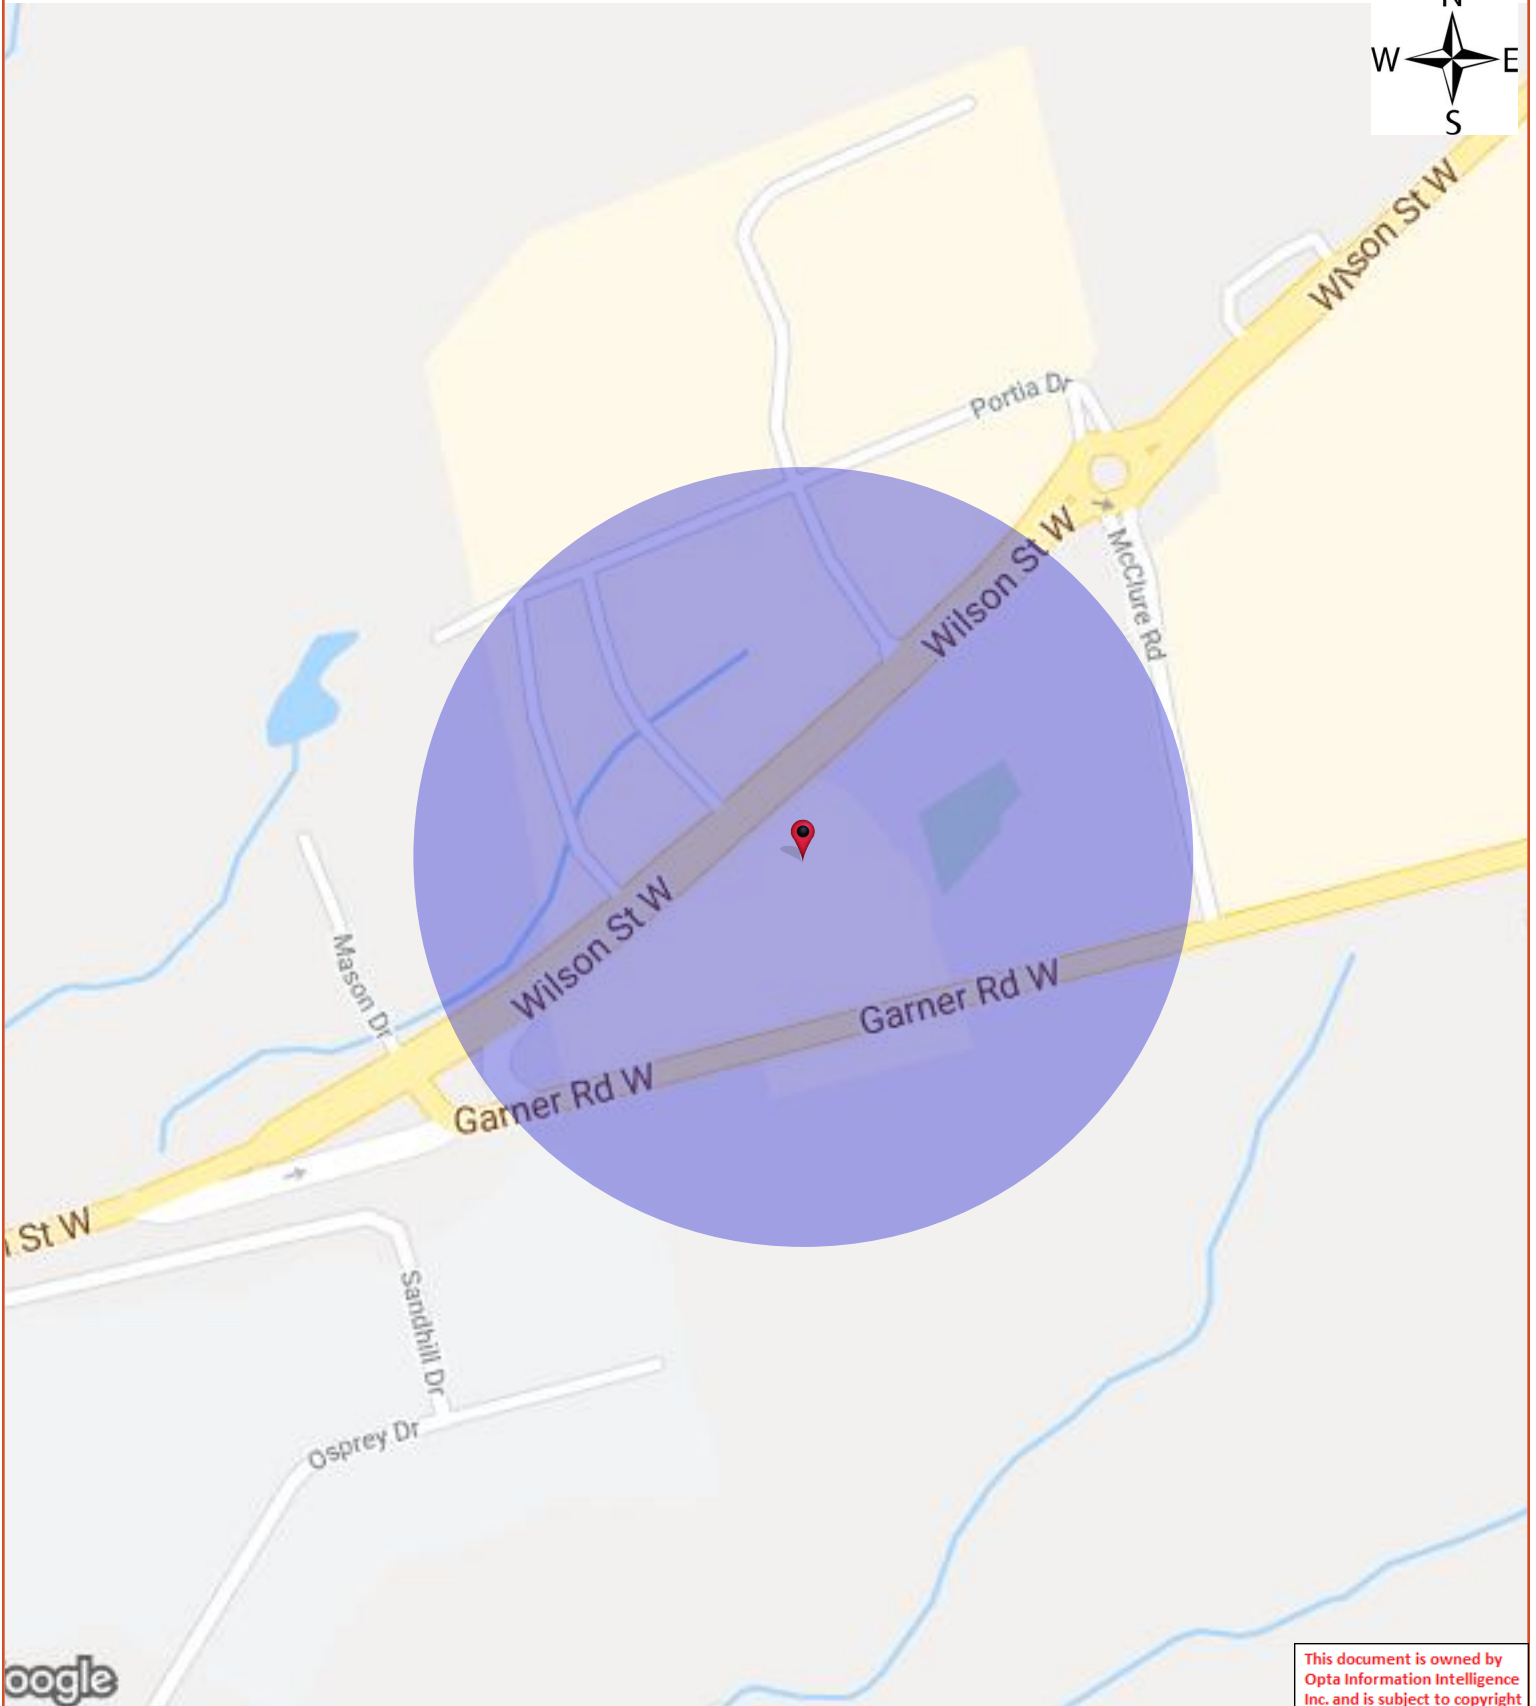 N
W E
S
Wilson St W
Portia Dr
Wilson St W
McClure Rd
Wilson St W
Mason Dr
Garner Rd W
Garner Rd W
St W
Sandhill Dr
Osprey Dr
oogle
This document is owned by
Opta Information Intelligence
Inc. and is subject to copyright